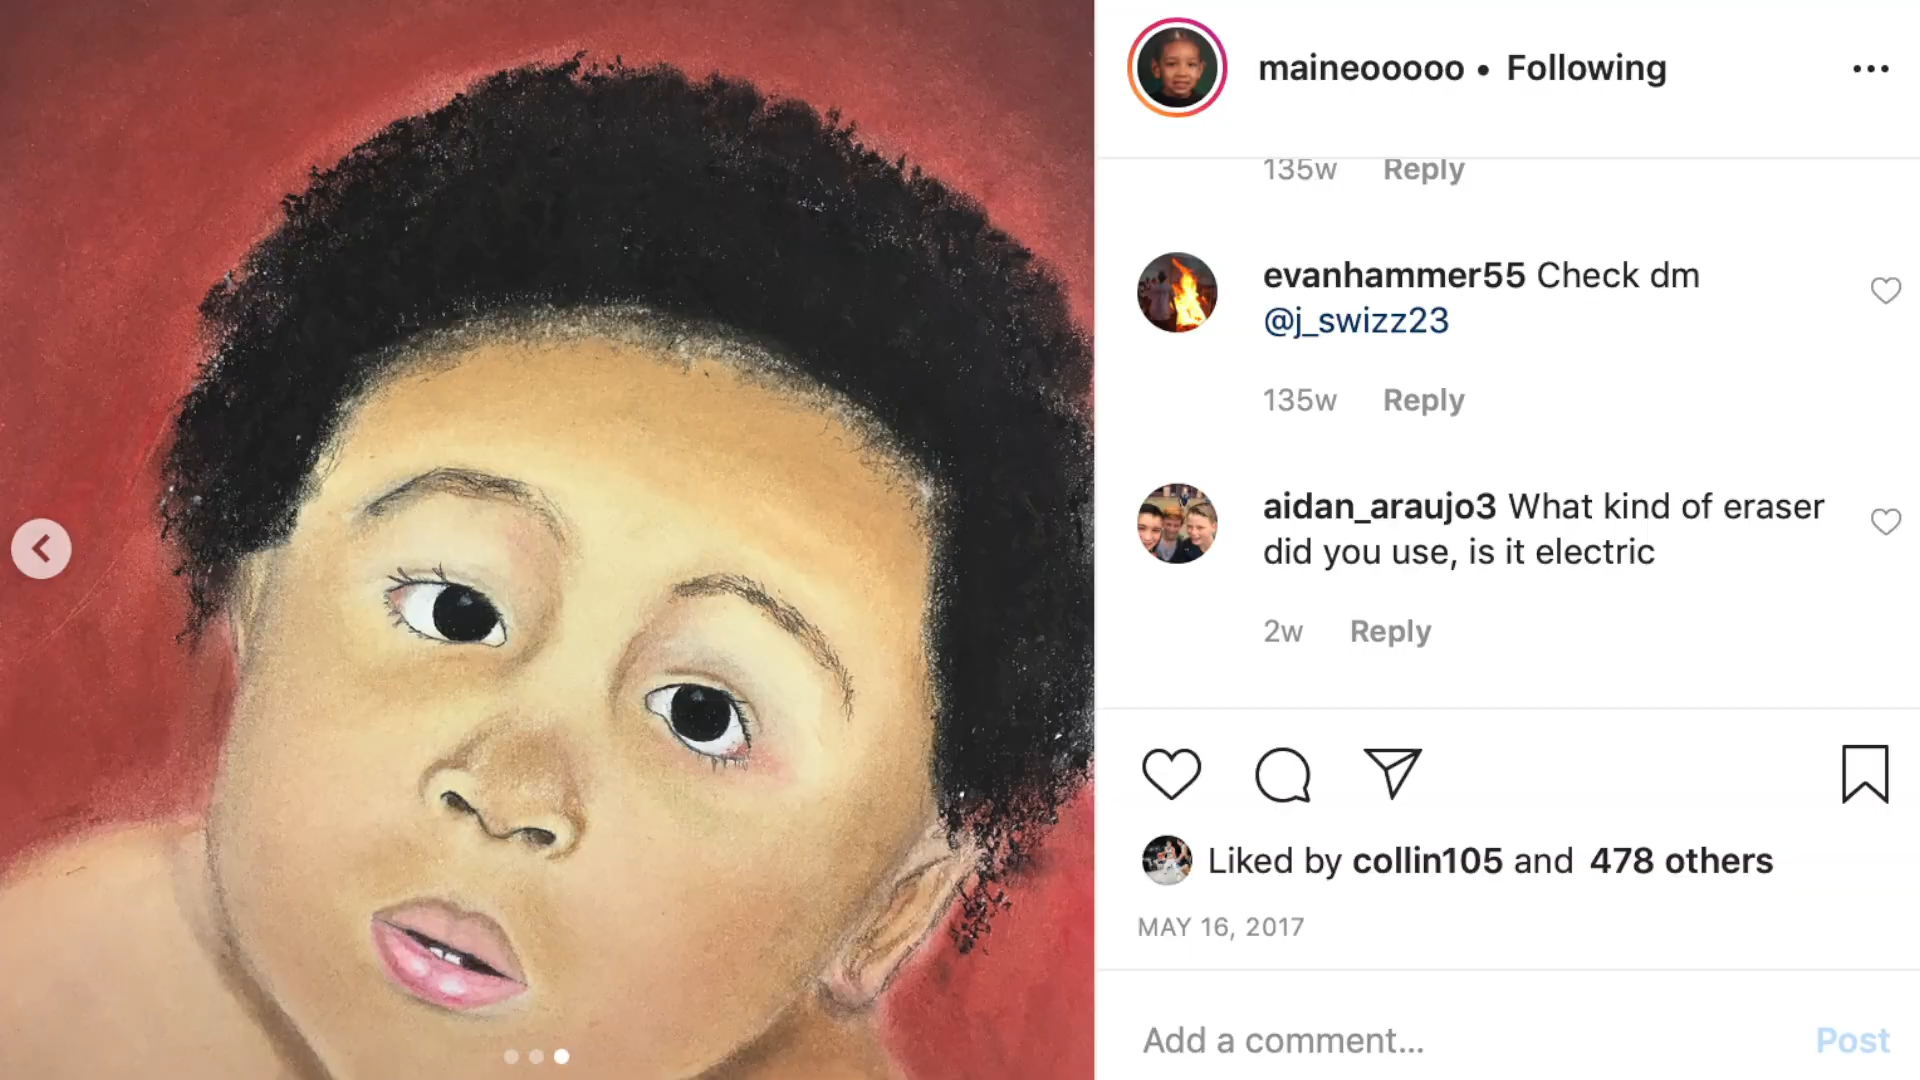 maineooooo • Following
135w Reply
evanhammer55 Check dm
@j_swizz23
135w Reply
aidan_araujo3 What kind of eraser
did you use, is it electric
2w Reply
Liked by collin105 and 478 others
MAY 16, 2017
Add a comment...
Post